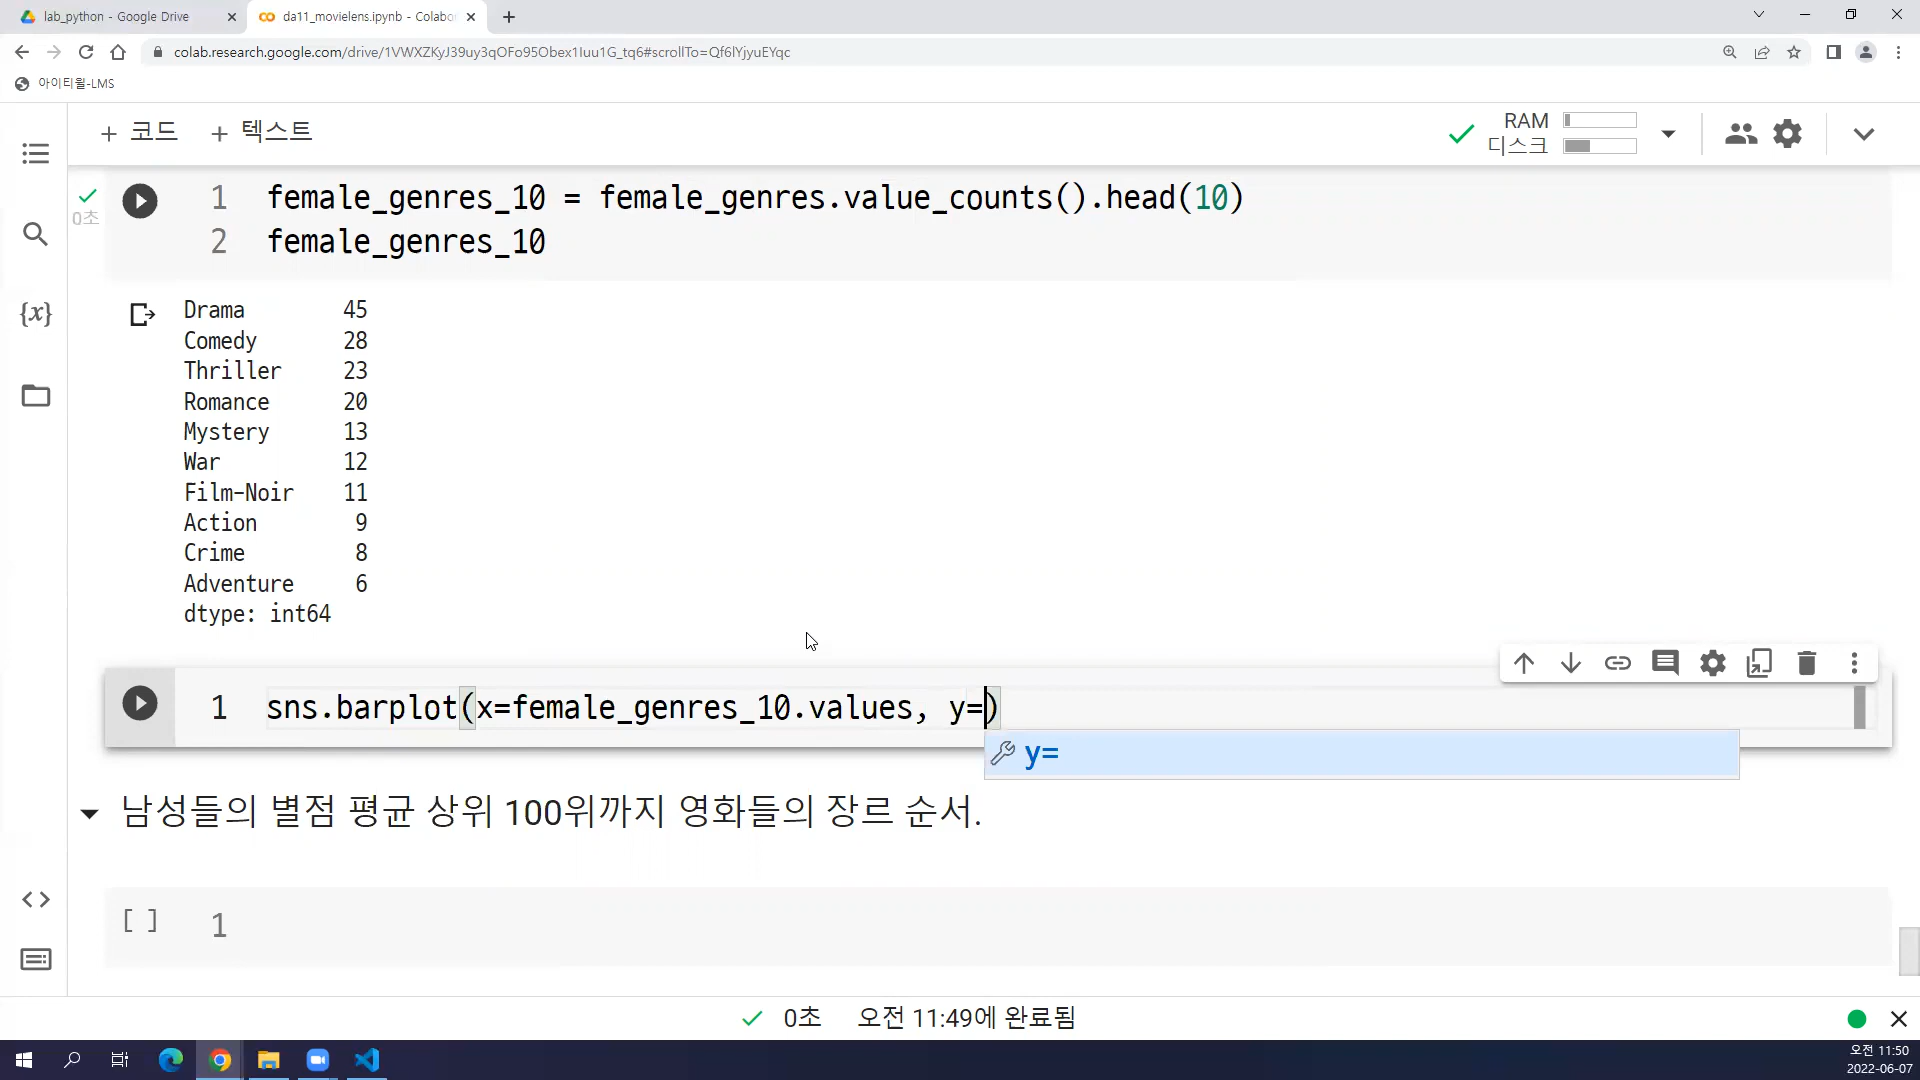 lab_python - Google Drive
da11_movielens.ipynb - Colabo
colab.research.google.com/drive/1VWXZKyJ39uy3qOFo95Obex1Iuu1G_tq6#scrollTo=Qf6lYjyuEYqc
아이티윌-LMS
+ 코드 + 텍스트
RAM
디스크
0초
1 female_genres_10 = female_genres.value_counts().head(10)
2 female_genres_10
Drama 45
Comedy 28
Thriller 23
Romance 20
Mystery 13
War 12
Film-Noir 11
Action 9
Crime 8
Adventure 6
dtype: int64
1 sns.barplot(x=female_genres_10.values, y=)
y=
남성들의 별점 평균 상위 100위까지 영화들의 장르 순서.
[ ] 1
0초 오전 11:49에 완료됨
오전 11:50
2022-06-07